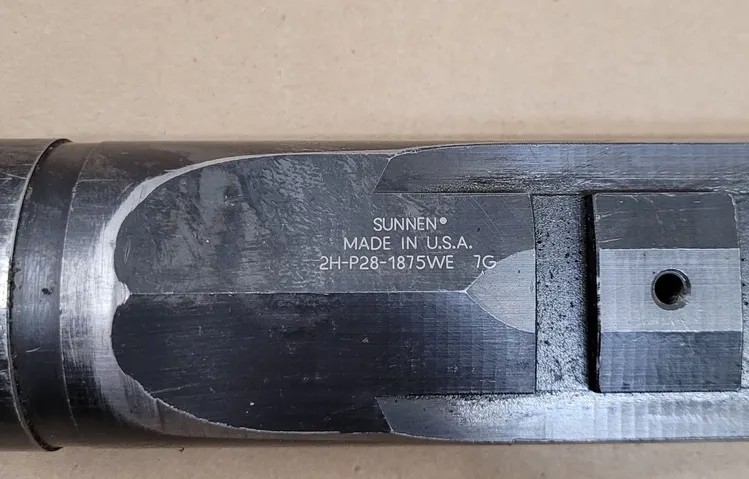 SUNNEN®
MADE IN U.S.A.
2H-P28-1875WE 7G